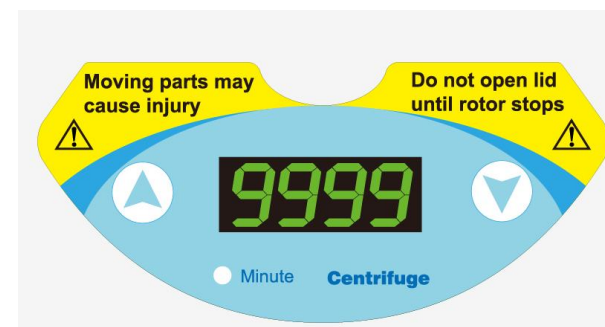 Moving parts may
cause injury
Do not open lid
until rotor stops
9999
Minute
Centrifuge